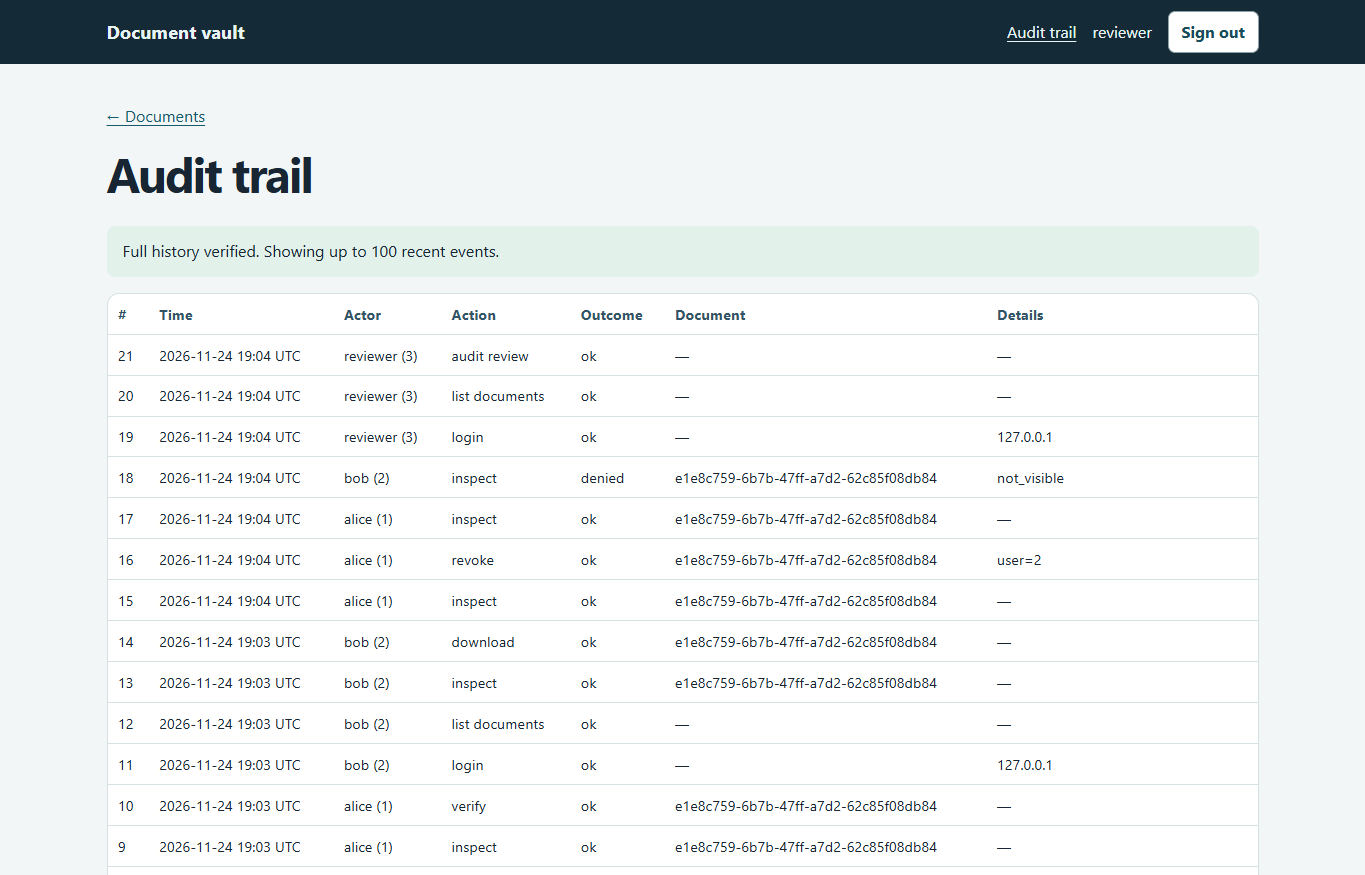 Document vault Audit trail reviewer Sign out
← Documents
Audit trail
Full history verified. Showing up to 100 recent events.
# Time Actor Action Outcome Document Details
21 2026-11-24 19:04 UTC reviewer (3) audit review ok — —
20 2026-11-24 19:04 UTC reviewer (3) list documents ok — —
19 2026-11-24 19:04 UTC reviewer (3) login ok — 127.0.0.1
18 2026-11-24 19:04 UTC bob (2) inspect denied e1e8c759-6b7b-47ff-a7d2-62c85f08db84 not_visible
17 2026-11-24 19:04 UTC alice (1) inspect ok e1e8c759-6b7b-47ff-a7d2-62c85f08db84 —
16 2026-11-24 19:04 UTC alice (1) revoke ok e1e8c759-6b7b-47ff-a7d2-62c85f08db84 user=2
15 2026-11-24 19:04 UTC alice (1) inspect ok e1e8c759-6b7b-47ff-a7d2-62c85f08db84 —
14 2026-11-24 19:03 UTC bob (2) download ok e1e8c759-6b7b-47ff-a7d2-62c85f08db84 —
13 2026-11-24 19:03 UTC bob (2) inspect ok e1e8c759-6b7b-47ff-a7d2-62c85f08db84 —
12 2026-11-24 19:03 UTC bob (2) list documents ok — —
11 2026-11-24 19:03 UTC bob (2) login ok — 127.0.0.1
10 2026-11-24 19:03 UTC alice (1) verify ok e1e8c759-6b7b-47ff-a7d2-62c85f08db84 —
9 2026-11-24 19:03 UTC alice (1) inspect ok e1e8c759-6b7b-47ff-a7d2-62c85f08db84 —